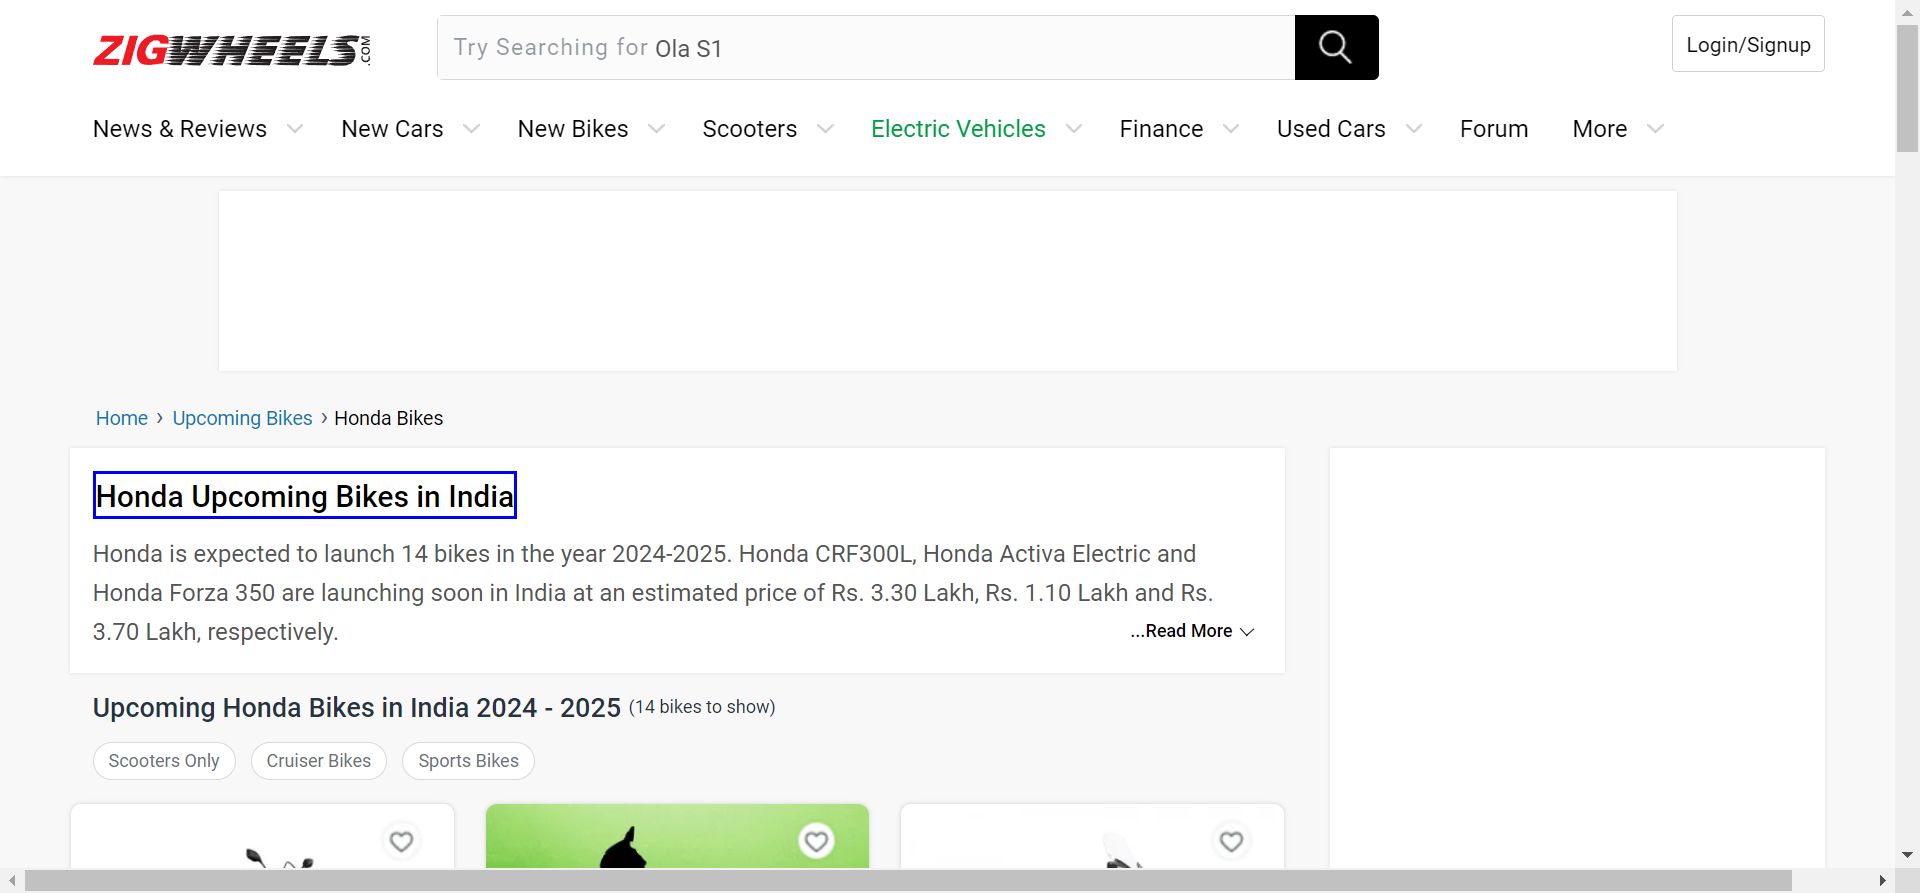 ZIGWHEELS.COM
Try Searching for Ola S1
Login/Signup
News & Reviews New Cars New Bikes Scooters Electric Vehicles Finance Used Cars Forum More
Home › Upcoming Bikes › Honda Bikes
Honda Upcoming Bikes in India
Honda is expected to launch 14 bikes in the year 2024-2025. Honda CRF300L, Honda Activa Electric and
Honda Forza 350 are launching soon in India at an estimated price of Rs. 3.30 Lakh, Rs. 1.10 Lakh and Rs.
3.70 Lakh, respectively. ...Read More
Upcoming Honda Bikes in India 2024 - 2025 (14 bikes to show)
Scooters Only Cruiser Bikes Sports Bikes